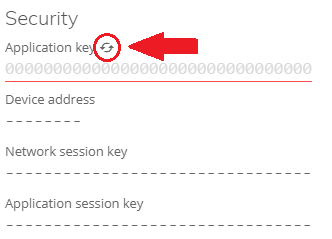 Security
Application key
00000000000000000000000000000000
Device address
--------
Network session key
--------------------------------
Application session key
--------------------------------